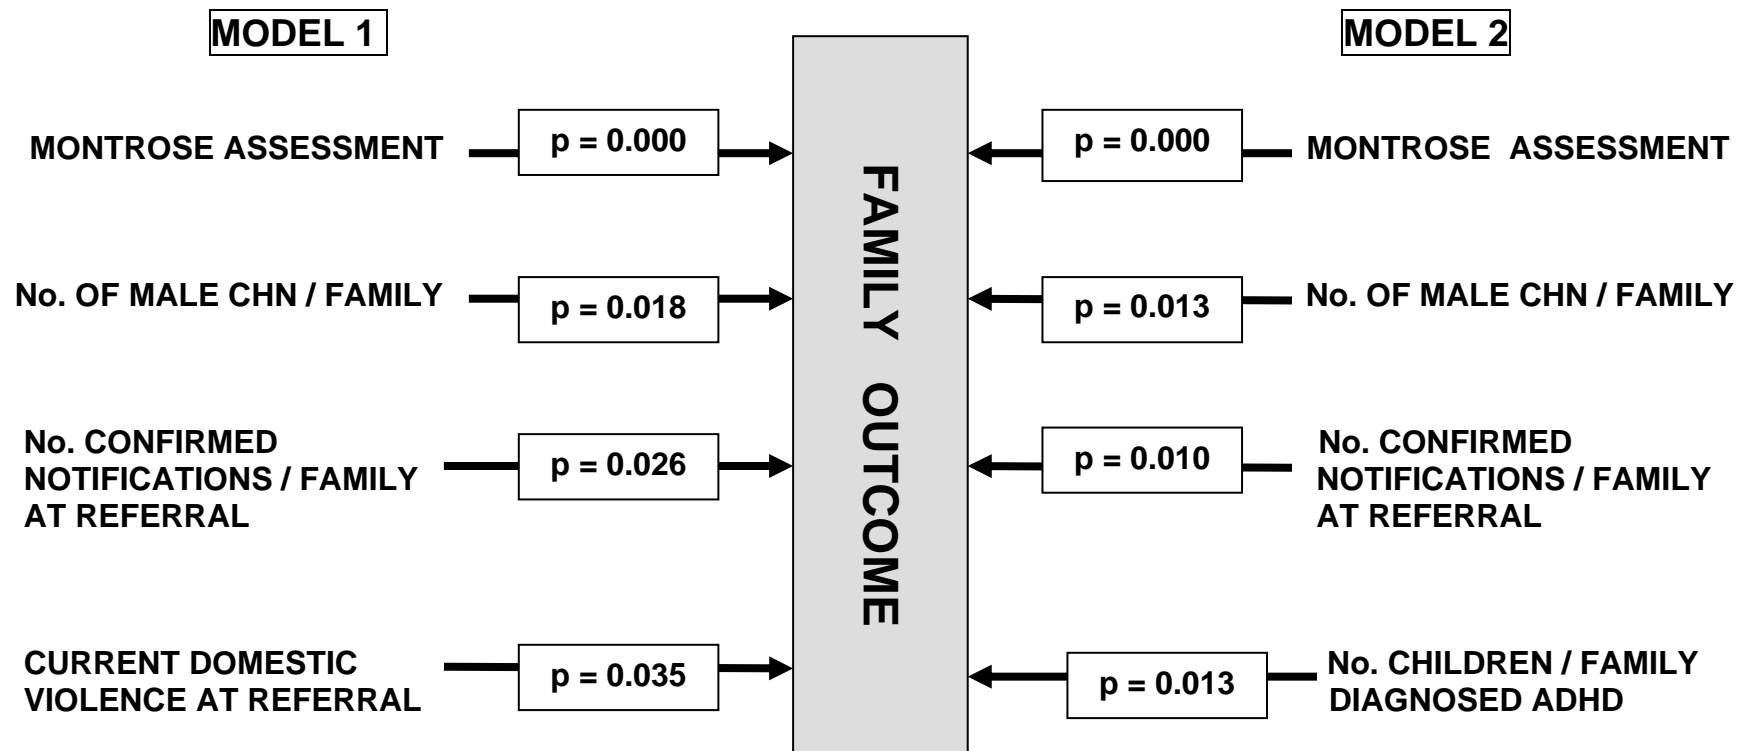 MODEL 1
MONTROSE ASSESSMENT
p = 0.000
No. OF MALE CHN / FAMILY
p = 0.018
No. CONFIRMED
NOTIFICATIONS / FAMILY
AT REFERRAL
p = 0.026
CURRENT DOMESTIC
VIOLENCE AT REFERRAL
p = 0.035
FAMILY OUTCOME
MODEL 2
p = 0.000
MONTROSE ASSESSMENT
p = 0.013
No. OF MALE CHN / FAMILY
p = 0.010
No. CONFIRMED
NOTIFICATIONS / FAMILY
AT REFERRAL
p = 0.013
No. CHILDREN / FAMILY
DIAGNOSED ADHD